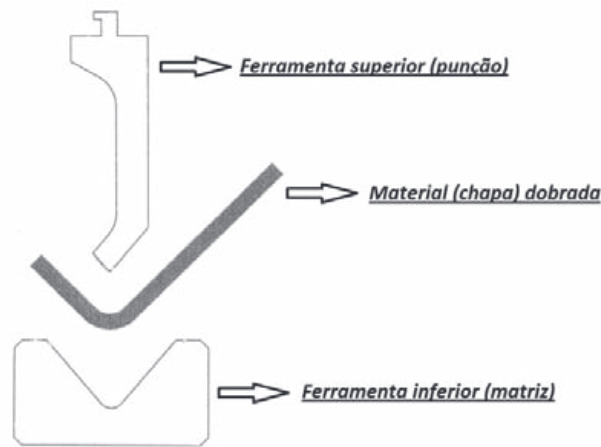 Ferramenta superior (punção)
Material (chapa) dobrada
Ferramenta inferior (matriz)